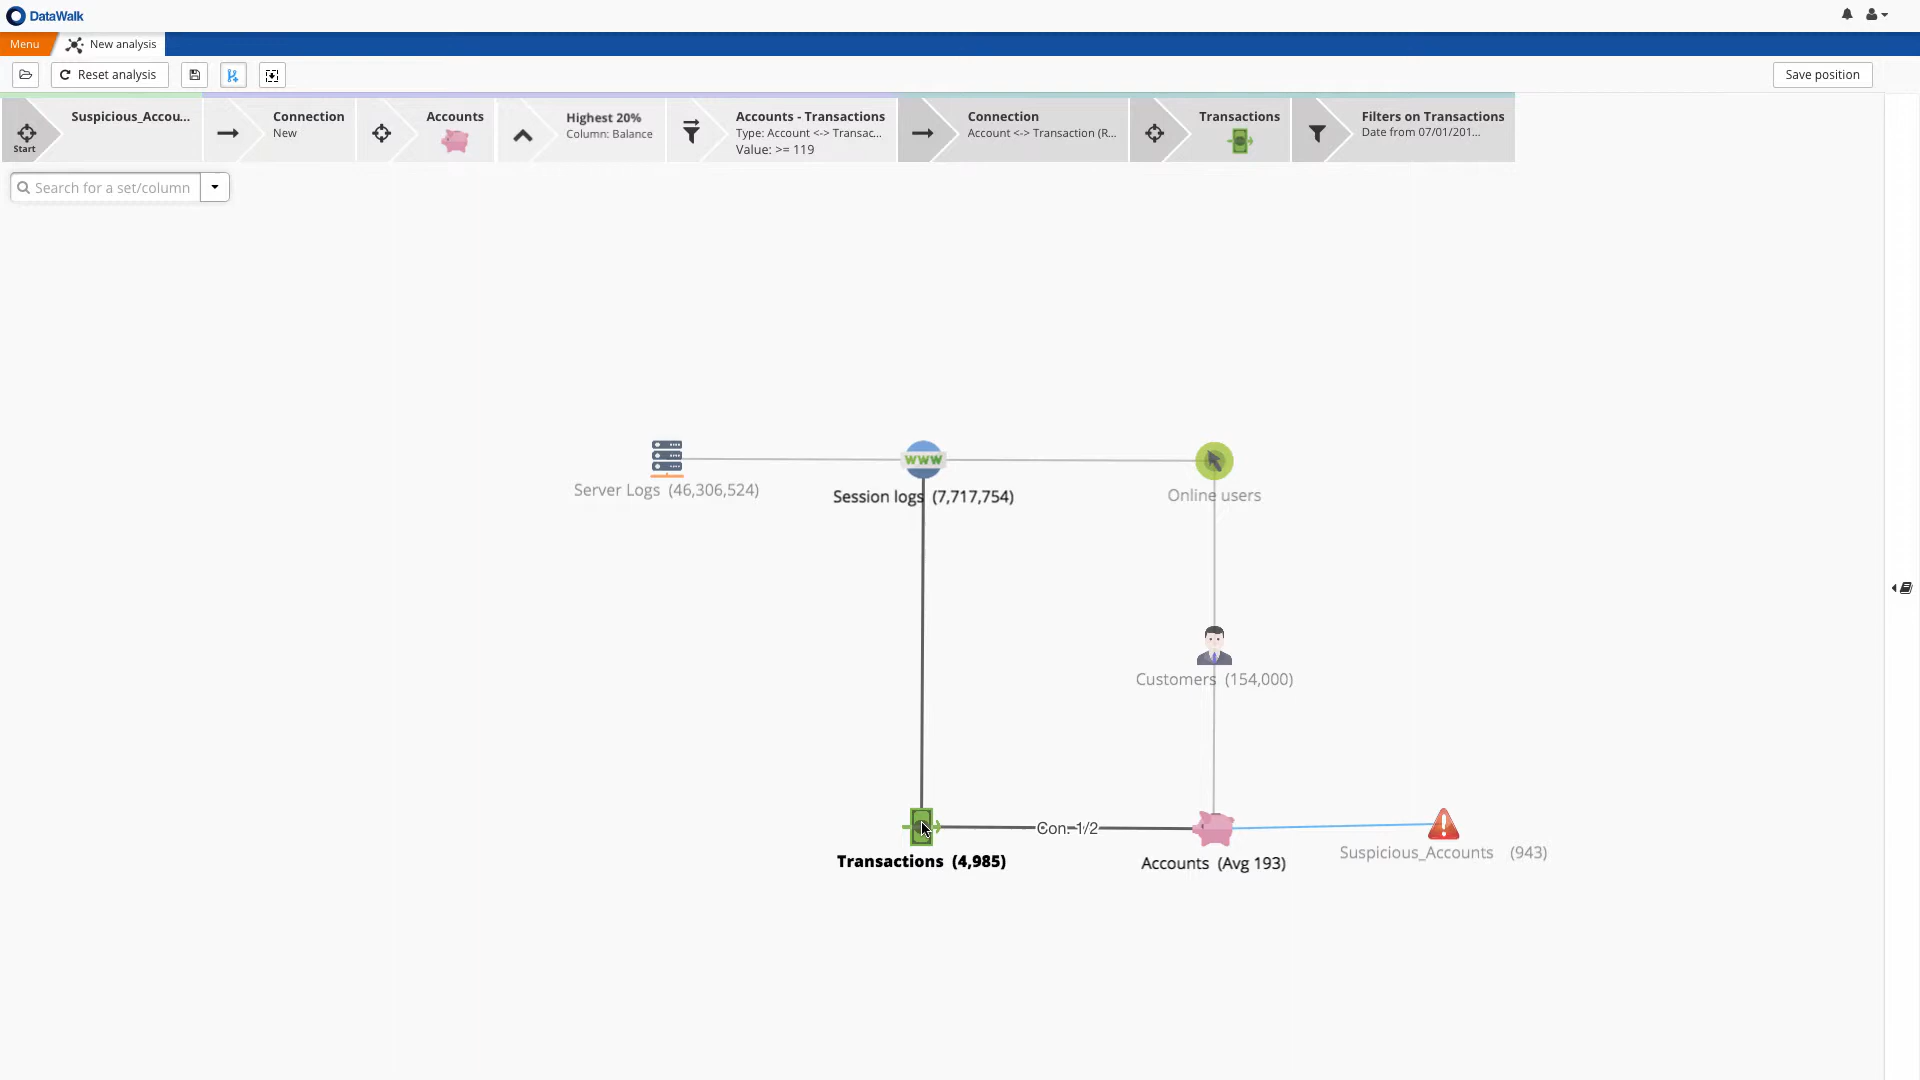 DataWalk
Menu
New analysis
Reset analysis
Save position
Start
Suspicious_Accou...
Connection
New
Accounts
Highest 20%
Column: Balance
Accounts - Transactions
Type: Account <-> Transac...
Value: >= 119
Connection
Account <-> Transaction (R...
Transactions
Filters on Transactions
Date from 07/01/201...
Search for a set/column
www
Server Logs (46,306,524)
Session logs (7,717,754)
Online users
Customers (154,000)
Con. 1/2
Transactions (4,985)
Accounts (Avg 193)
Suspicious_Accounts (943)